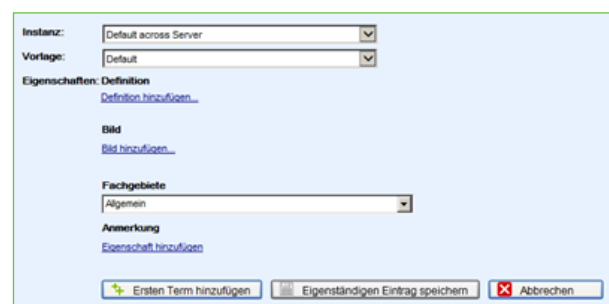 Instanz: Default across Server
Vorlage: Default
Eigenschaften: Definition
Definition hinzufügen...
Bild
Bild hinzufügen...
Fachgebiete
Allgemein
Anmerkung
Eigenschaft hinzufügen
Ersten Term hinzufügen Eigenständigen Eintrag speichern Abbrechen